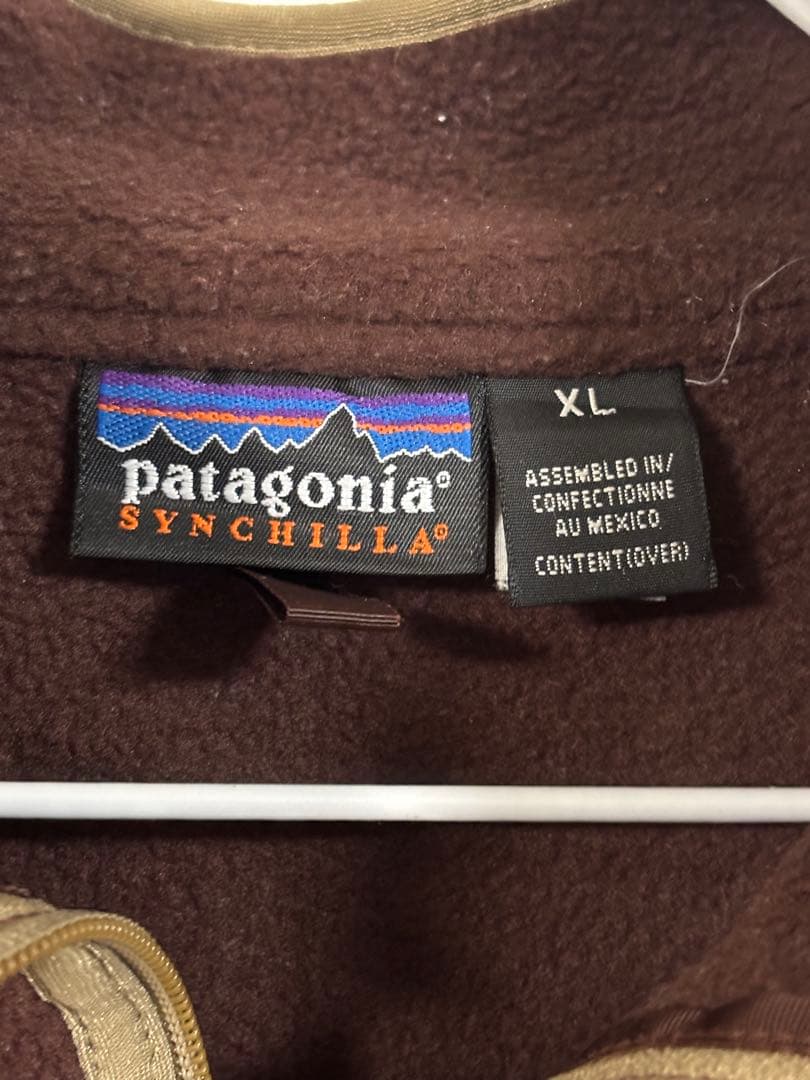 patagonia®
SYNCHILLA®
XL
ASSEMBLED IN/
CONFECTIONNE
AU MEXICO
CONTENT(OVER)